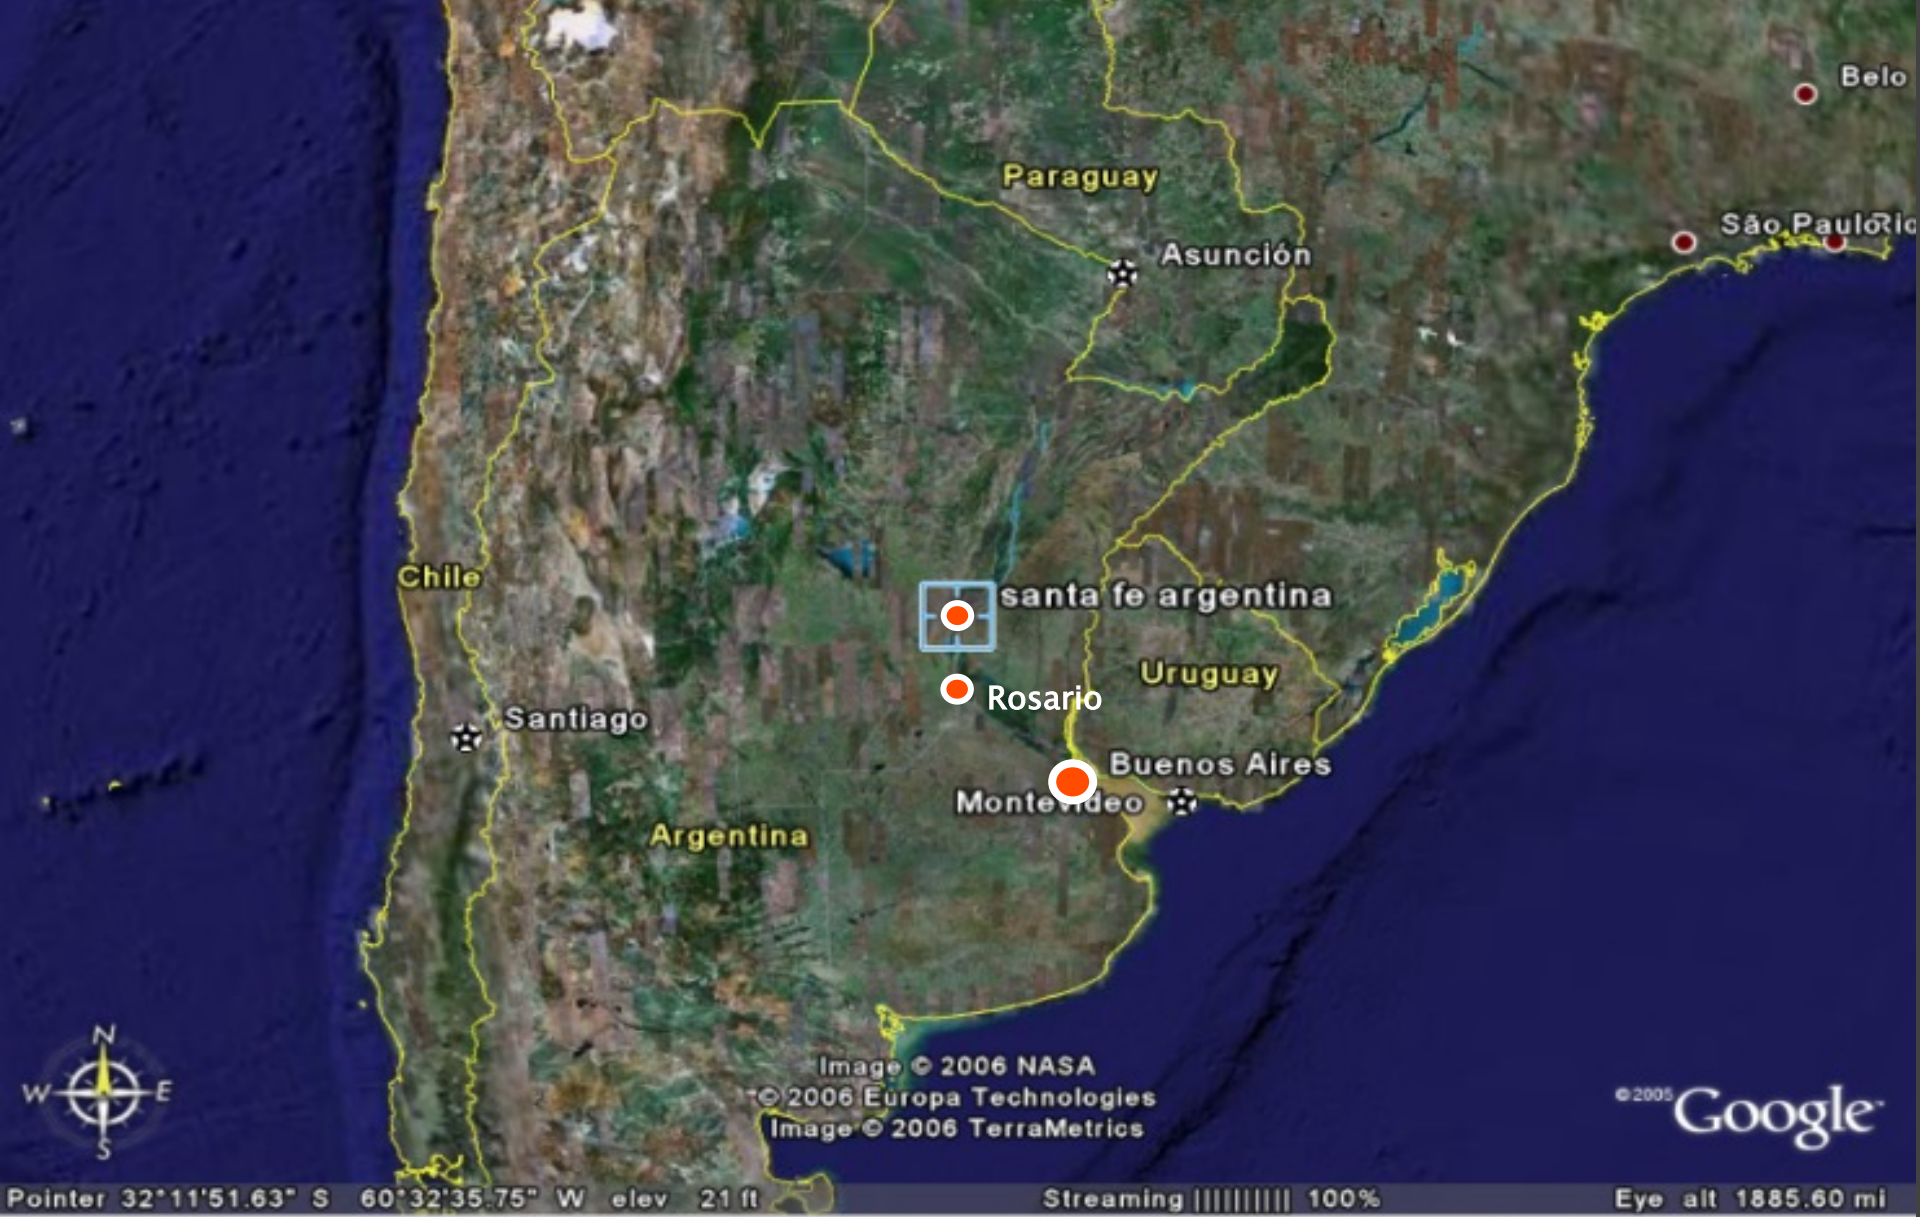 Belo
Paraguay
São Paulo
Asunción
Chile
santa fe argentina
Uruguay
Rosario
Santiago
Buenos Aires
Montevideo
Argentina
N
W E
S
Image © 2006 NASA
© 2006 Europa Technologies
Image © 2006 TerraMetrics
©2005 Google
Pointer 32°11'51.63" S 60°32'35.75" W elev 21 ft Streaming |||||||||| 100% Eye alt 1885.60 mi